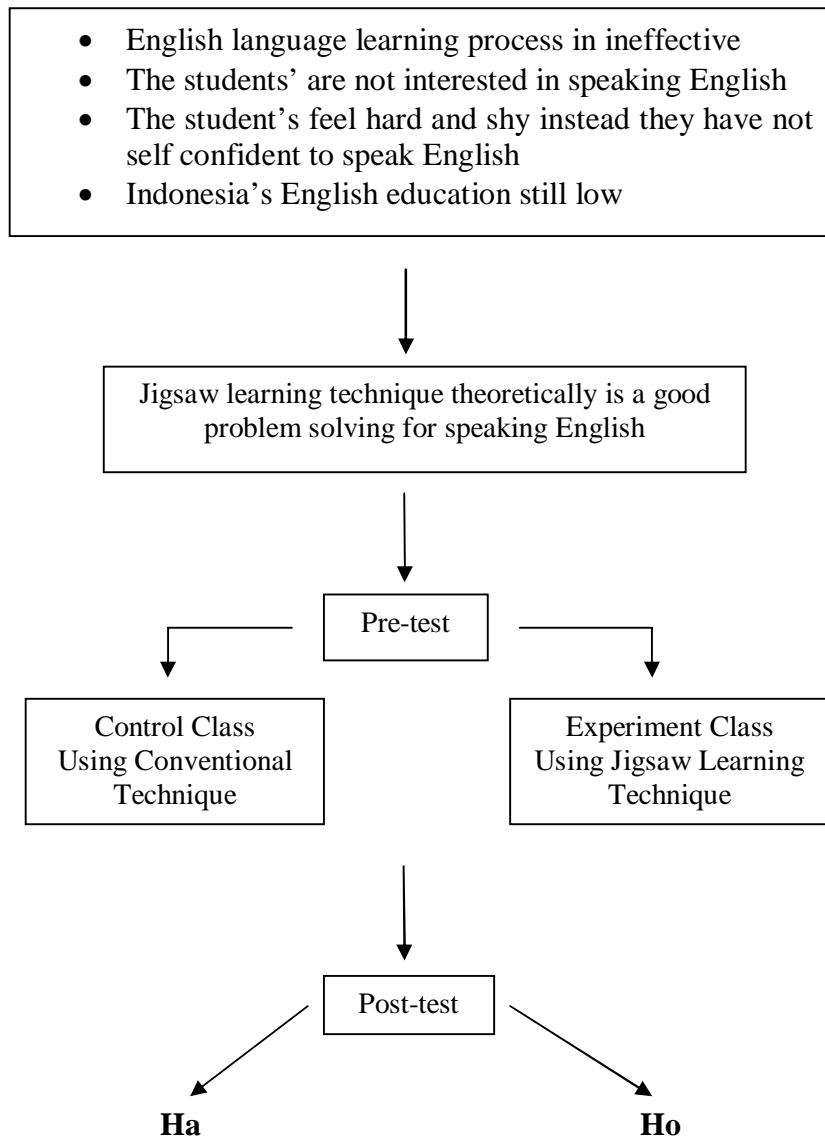 • English language learning process in ineffective
• The students' are not interested in speaking English
• The student's feel hard and shy instead they have not
self confident to speak English
• Indonesia's English education still low
Jigsaw learning technique theoretically is a good
problem solving for speaking English
Pre-test
Control Class
Using Conventional
Technique
Experiment Class
Using Jigsaw Learning
Technique
Post-test
Ha
Ho